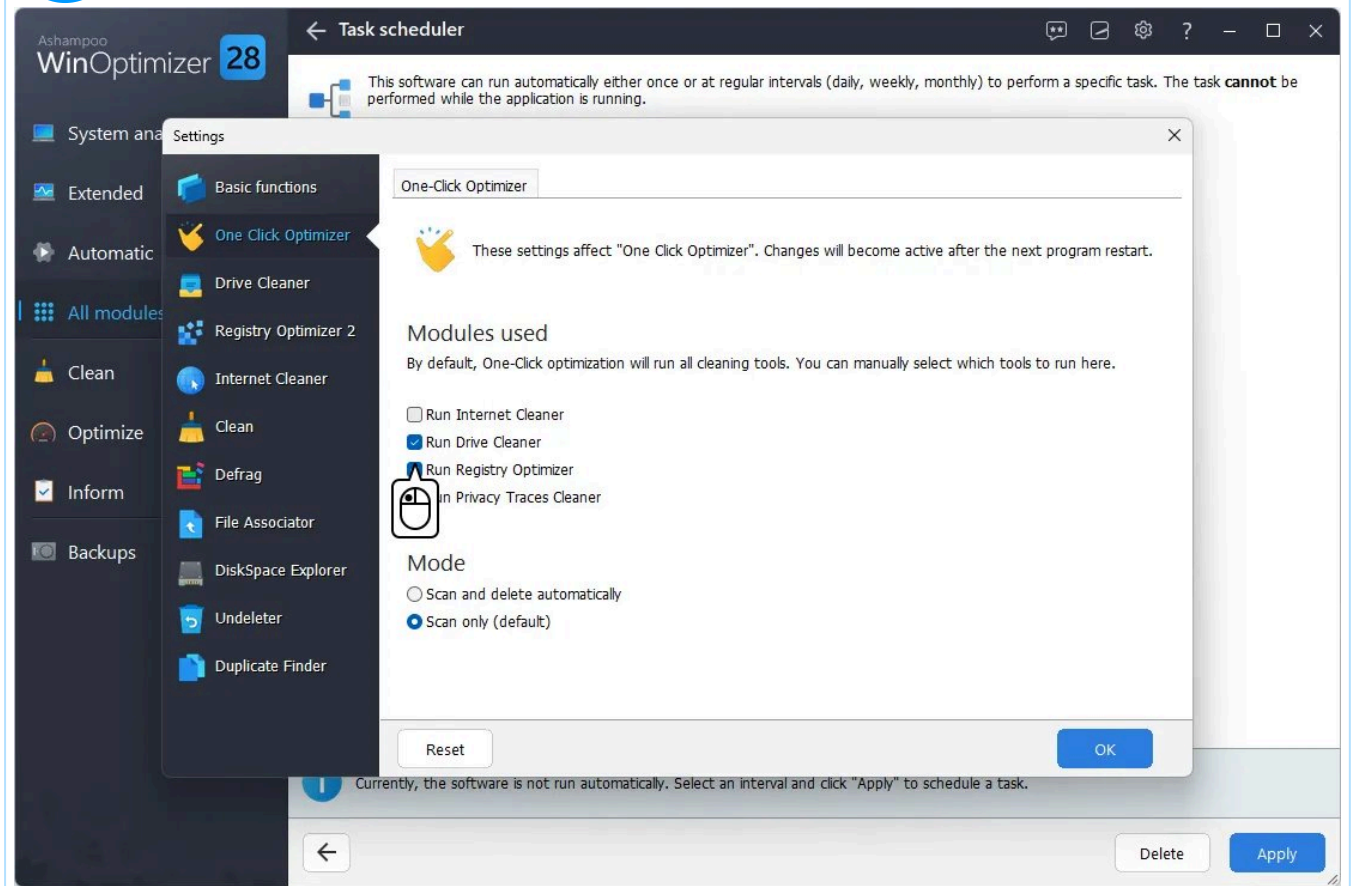 Ashampoo
WinOptimizer 28
Task scheduler
?
This software can run automatically either once or at regular intervals (daily, weekly, monthly) to perform a specific task. The task cannot be
performed while the application is running.
System ana
Extended
Automatic
All modules
Clean
Optimize
Inform
Backups
Settings
Basic functions
One Click Optimizer
Drive Cleaner
Registry Optimizer 2
Internet Cleaner
Clean
Defrag
File Associator
DiskSpace Explorer
Undeleter
Duplicate Finder
One-Click Optimizer
These settings affect "One Click Optimizer". Changes will become active after the next program restart.
Modules used
By default, One-Click optimization will run all cleaning tools. You can manually select which tools to run here.
Run Internet Cleaner
Run Drive Cleaner
Run Registry Optimizer
un Privacy Traces Cleaner
Mode
Scan and delete automatically
Scan only (default)
Reset
OK
Currently, the software is not run automatically. Select an interval and click "Apply" to schedule a task.
Delete
Apply